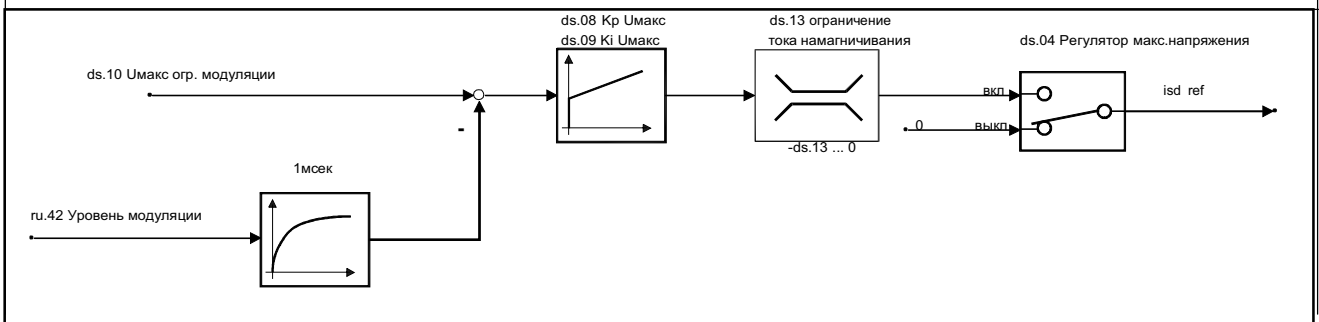 ds.08 Kp Uмакс
ds.09 Ki Uмакс
ds.13 ограничение
тока намагничивания
ds.04 Регулятор макс.напряжения
ds.10 Uмакс огр. модуляции
вкл
isd ref
-
0
выкл
-ds.13 ... 0
1мсек
ru.42 Уровень модуляции